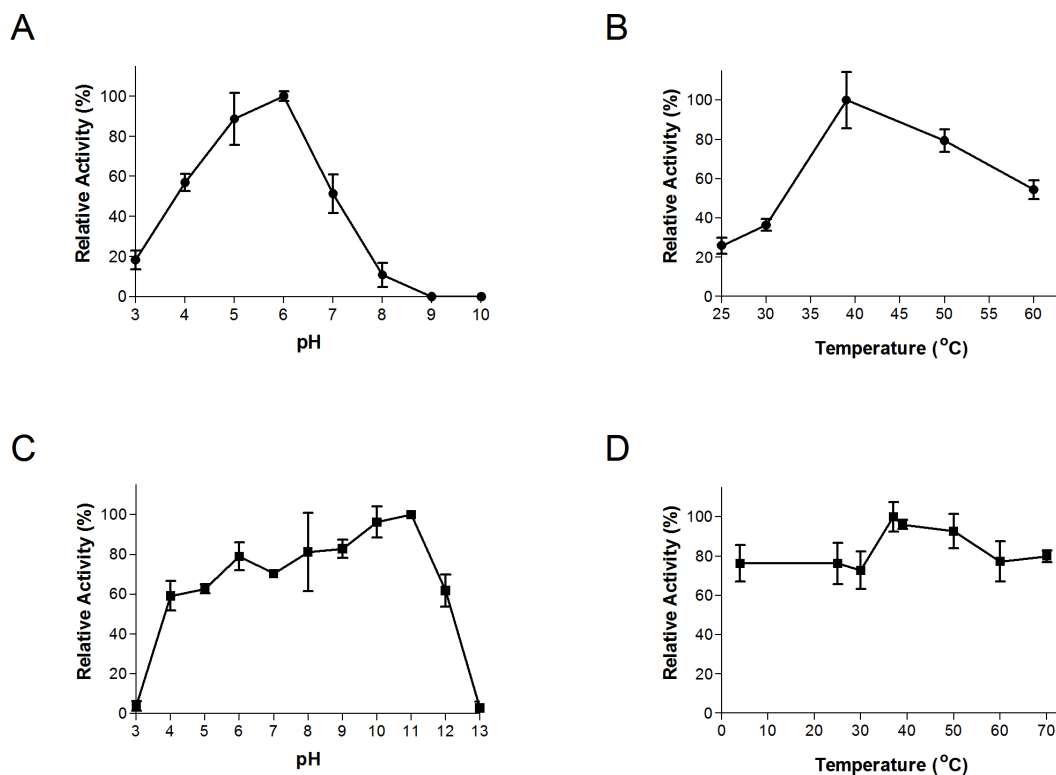 A
Relative Activity (%)
100
80
60
40
20
0
3 4 5 6 7 8 9 10
pH
B
Relative Activity (%)
100
80
60
40
20
0
25 30 35 40 45 50 55 60
Temperature (°C)
C
Relative Activity (%)
100
80
60
40
20
0
3 4 5 6 7 8 9 10 11 12 13
pH
D
Relative Activity (%)
100
80
60
40
20
0
0 10 20 30 40 50 60 70
Temperature (°C)